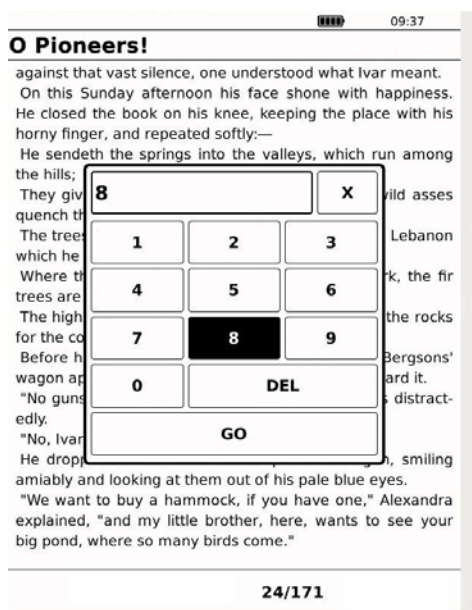 09:37
O Pioneers!
against that vast silence, one understood what Ivar meant.
On this Sunday afternoon his face shone with happiness.
He closed the book on his knee, keeping the place with his
horny finger, and repeated softly:—
He sendeth the springs into the valleys, which run among
the hills;
They giv
wild asses
quench th
The trees
Lebanon
which he
Where th
rk, the fir
trees are
The high
the rocks
for the co
Before h
Bergsons'
wagon ap
ard it.
"No guns
distract-
edly.
"No, Ivar
He dropp
smiling
amiably and looking at them out of his pale blue eyes.
"We want to buy a hammock, if you have one," Alexandra
explained, "and my little brother, here, wants to see your
big pond, where so many birds come."
8 X
1 2 3
4 5 6
7 8 9
0 DEL
GO
24/171